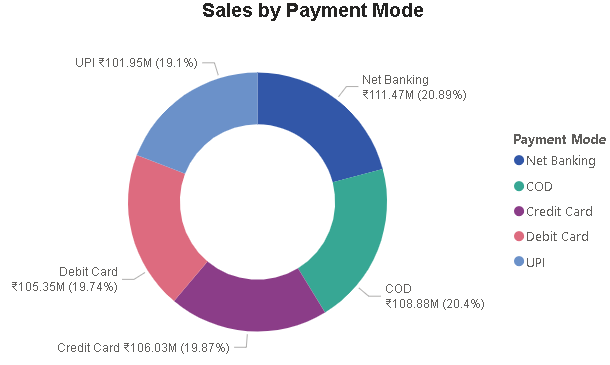 Sales by Payment Mode
UPI ₹101.95M (19.1%)
Net Banking
₹111.47M (20.89%)
Payment Mode
Net Banking
COD
Credit Card
Debit Card
UPI
Debit Card
₹105.35M (19.74%)
COD
₹108.88M (20.4%)
Credit Card ₹106.03M (19.87%)